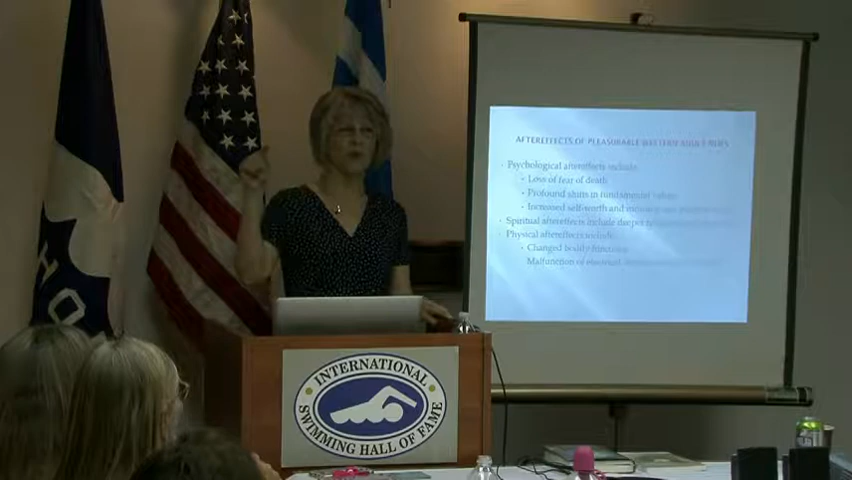 AFTEREFFECTS OF PLEASURABLE
Psychological aftereffects include:
Loss of fear of death
Profound shifts in fundamental values
Increased self-worth and
Spiritual aftereffects include deeper
Physical aftereffects include
Changed bodily functions
Malfunction of electrical
INTERNATIONAL
SWIMMING HALL OF FAME
HO